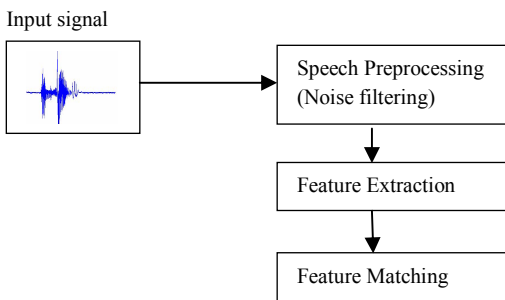 Input signal
Speech Preprocessing
(Noise filtering)
Feature Extraction
Feature Matching